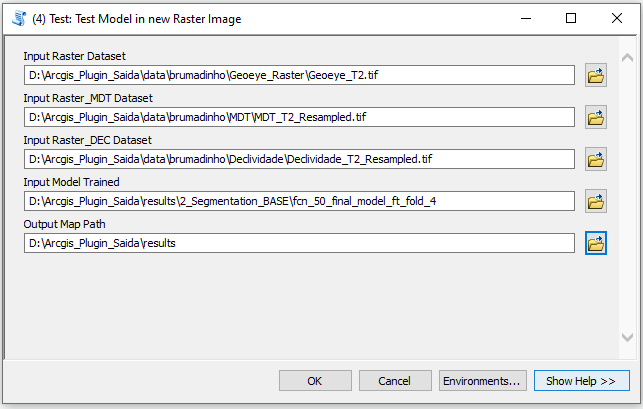 (4) Test: Test Model in new Raster Image
Input Raster Dataset
D:\Arcgis_Plugin_Saida\data\brumadinho\Geoeye_Raster\Geoeye_T2.tif
Input Raster_MDT Dataset
D:\Arcgis_Plugin_Saida\data\brumadinho\MDT\MDT_T2_Resampled.tif
Input Raster_DEC Dataset
D:\Arcgis_Plugin_Saida\data\brumadinho\Declividade\Declividade_T2_Resampled.tif
Input Model Trained
D:\Arcgis_Plugin_Saida\results\2_Segmentation_BASE\fcn_50_final_model_ft_fold_4
Output Map Path
D:\Arcgis_Plugin_Saida\results
OK Cancel Environments... Show Help >>